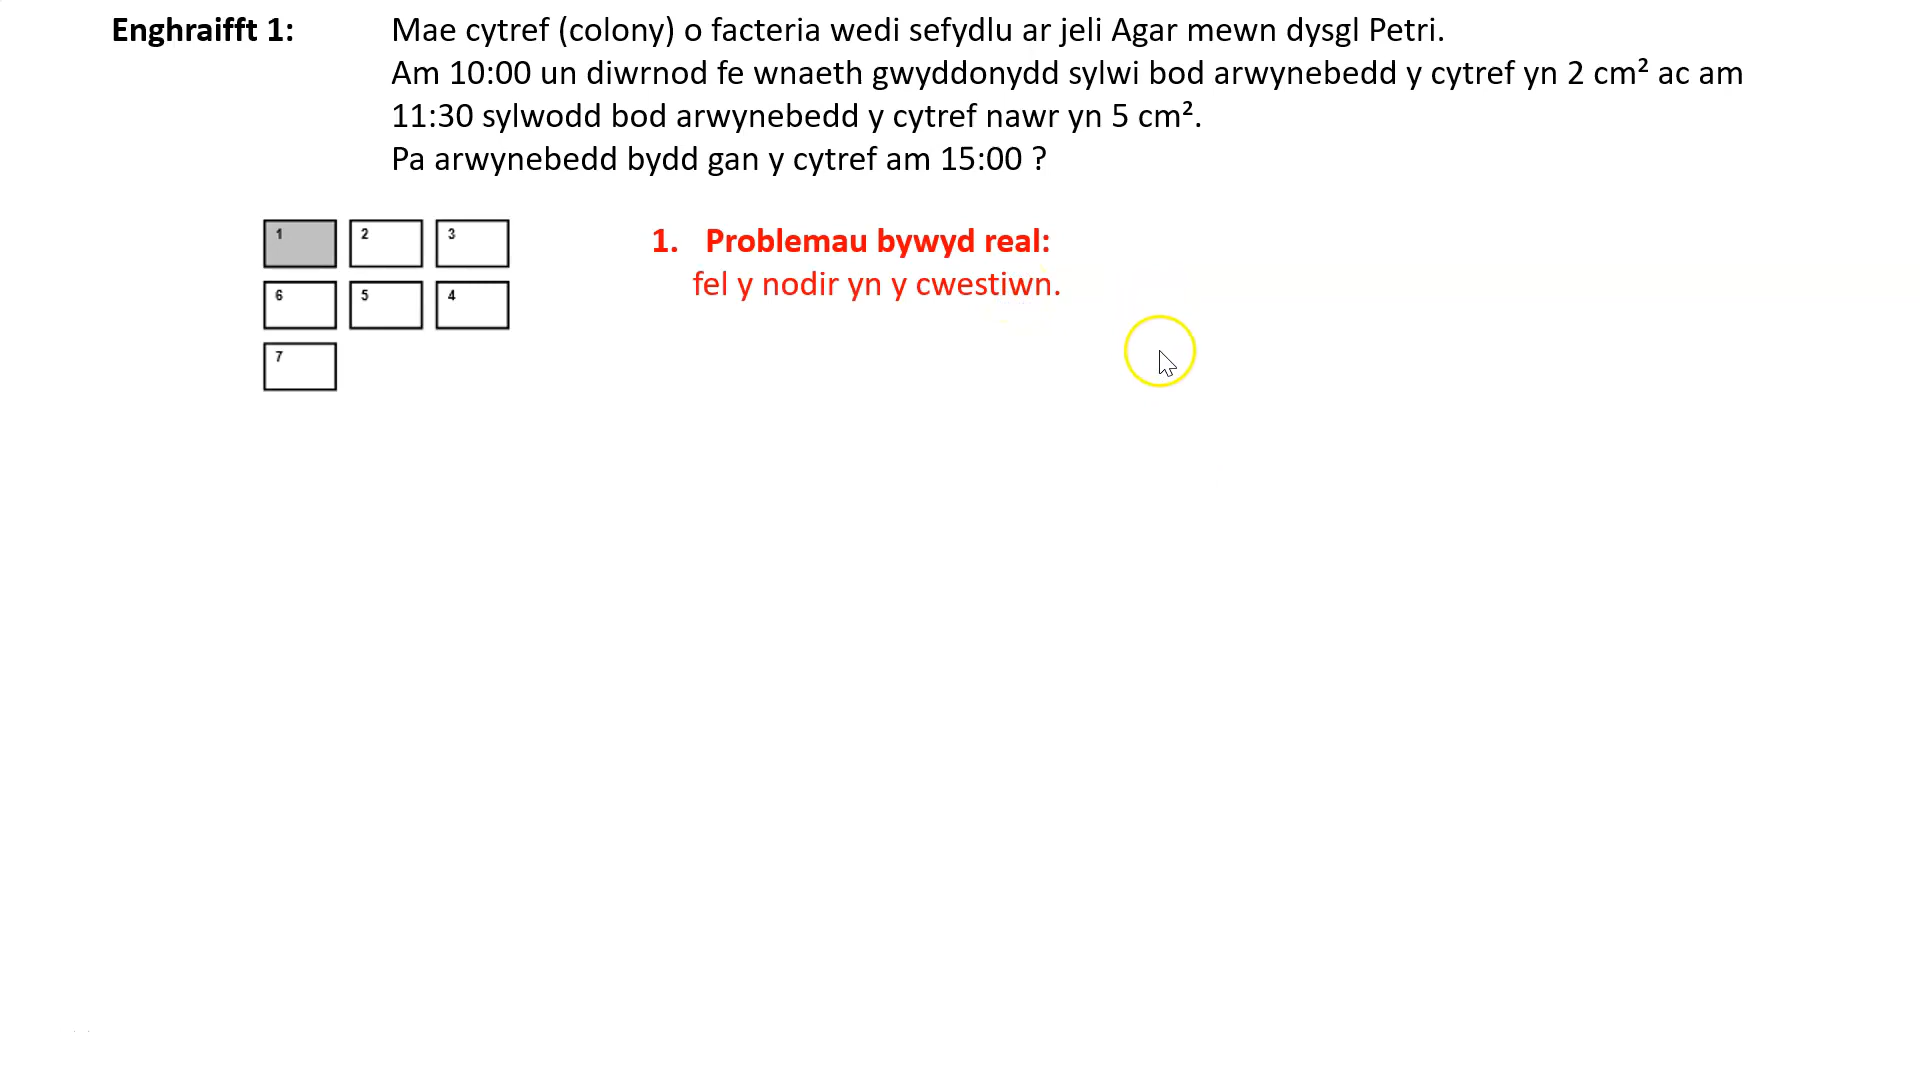 Enghraifft 1:
Mae cytref (colony) o facteria wedi sefydlu ar jeli Agar mewn dysgl Petri.
Am 10:00 un diwrnod fe wnaeth gwyddonydd sylwi bod arwynebedd y cytref yn 2 cm² ac am
11:30 sylwodd bod arwynebedd y cytref nawr yn 5 cm².
Pa arwynebedd bydd gan y cytref am 15:00 ?
1 2 3
6 5 4
7
1. Problemau bywyd real:
fel y nodir yn y cwestiwn.